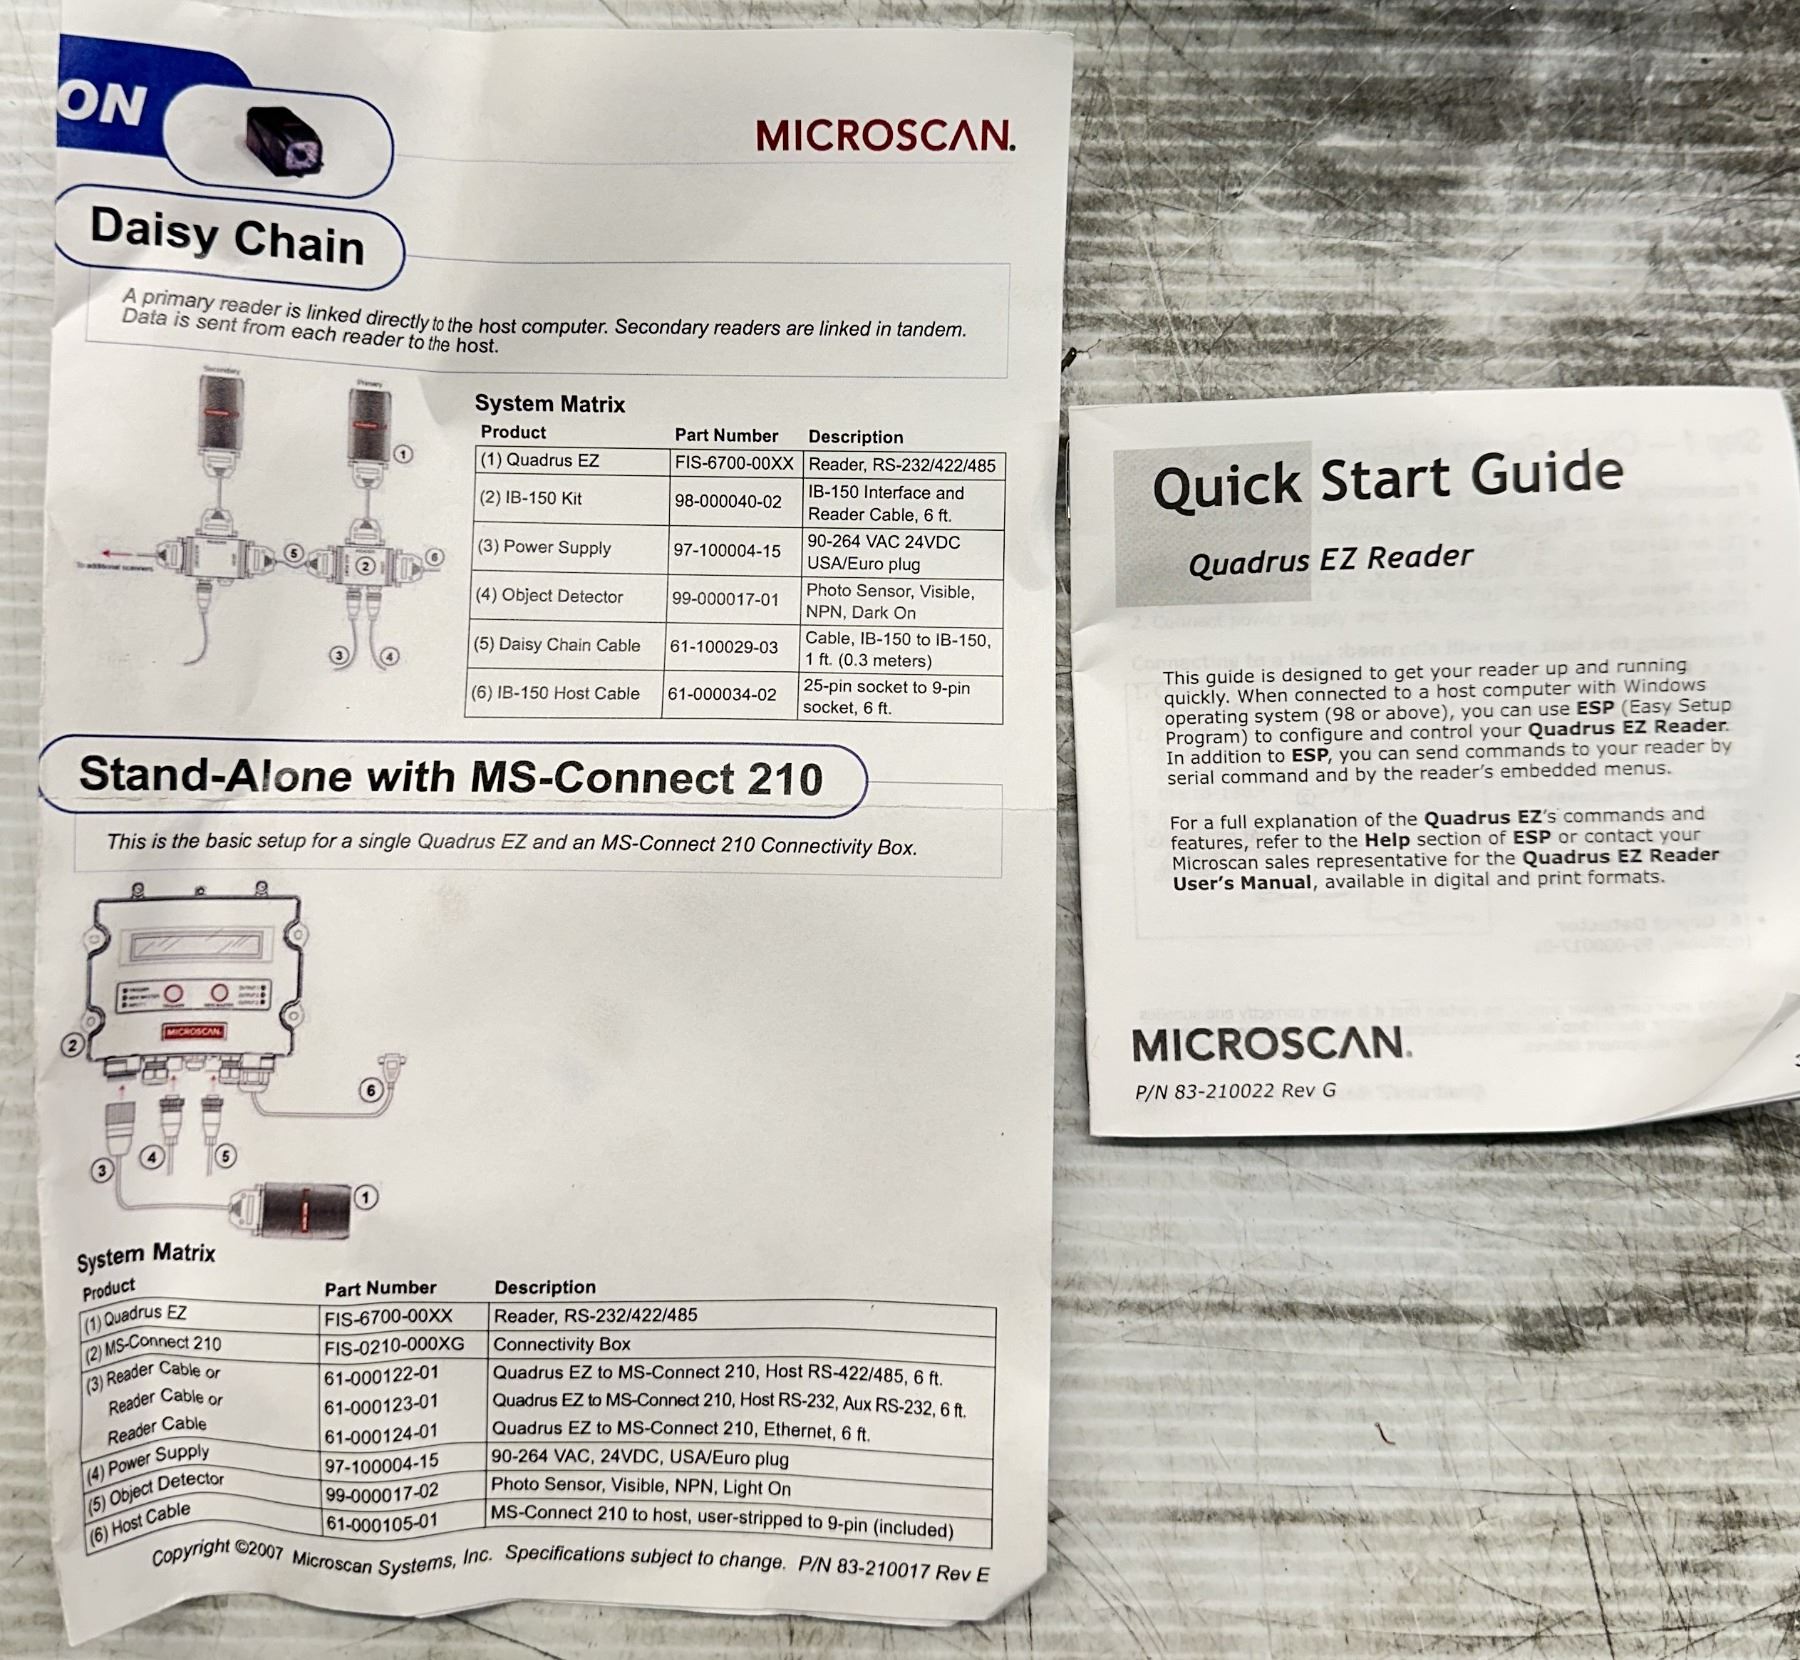 ON
MICROSCAN.
Daisy Chain
A primary reader is linked directly to the host computer. Secondary readers are linked in tandem.
Data is sent from each reader to the host.
Secondary
Primary
1
5
2
6
To additional scanners
3
4
System Matrix
Product Part Number Description
(1) Quadrus EZ FIS-6700-00XX Reader, RS-232/422/485
(2) IB-150 Kit 98-000040-02 IB-150 Interface and
Reader Cable, 6 ft.
(3) Power Supply 97-100004-15 90-264 VAC 24VDC
USA/Euro plug
(4) Object Detector 99-000017-01 Photo Sensor, Visible,
NPN, Dark On
(5) Daisy Chain Cable 61-100029-03 Cable, IB-150 to IB-150,
1 ft. (0.3 meters)
(6) IB-150 Host Cable 61-000034-02 25-pin socket to 9-pin
socket, 6 ft.
Stand-Alone with MS-Connect 210
This is the basic setup for a single Quadrus EZ and an MS-Connect 210 Connectivity Box.
MICROSCAN
2
6
3
4
5
1
System Matrix
Product Part Number Description
(1) Quadrus EZ FIS-6700-00XX Reader, RS-232/422/485
(2) MS-Connect 210 FIS-0210-000XG Connectivity Box
(3) Reader Cable or 61-000122-01 Quadrus EZ to MS-Connect 210, Host RS-422/485, 6 ft.
Reader Cable or 61-000123-01 Quadrus EZ to MS-Connect 210, Host RS-232, Aux RS-232, 6 ft.
Reader Cable 61-000124-01 Quadrus EZ to MS-Connect 210, Ethernet, 6 ft.
(4) Power Supply 97-100004-15 90-264 VAC, 24VDC, USA/Euro plug
(5) Object Detector 99-000017-02 Photo Sensor, Visible, NPN, Light On
(6) Host Cable 61-000105-01 MS-Connect 210 to host, user-stripped to 9-pin (included)
Copyright ©2007 Microscan Systems, Inc. Specifications subject to change. P/N 83-210017 Rev E
Quick Start Guide
Quadrus EZ Reader
This guide is designed to get your reader up and running
quickly. When connected to a host computer with Windows
operating system (98 or above), you can use ESP (Easy Setup
Program) to configure and control your Quadrus EZ Reader.
In addition to ESP, you can send commands to your reader by
serial command and by the reader's embedded menus.
For a full explanation of the Quadrus EZ's commands and
features, refer to the Help section of ESP or contact your
Microscan sales representative for the Quadrus EZ Reader
User's Manual, available in digital and print formats.
MICROSCAN.
P/N 83-210022 Rev G